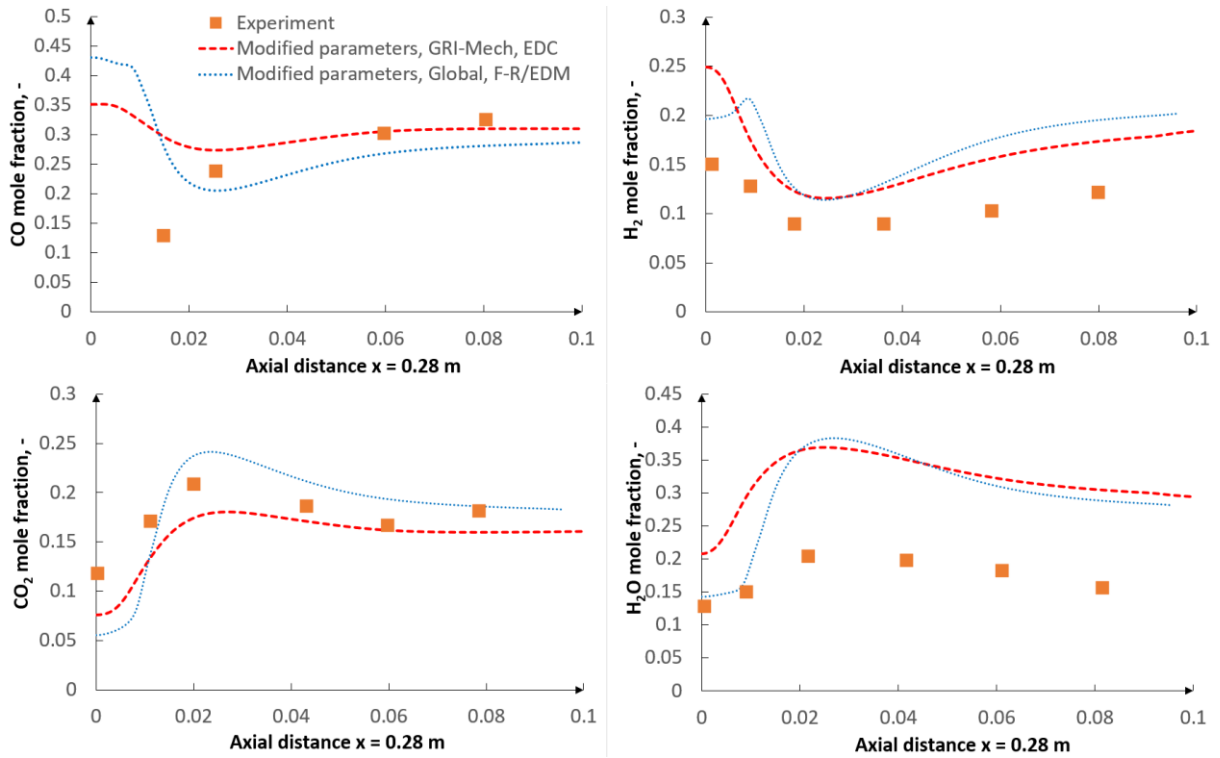 CO mole fraction, -
0.5
0.45
0.4
0.35
0.3
0.25
0.2
0.15
0.1
0.05
0
Experiment
Modified parameters, GRI-Mech, EDC
Modified parameters, Global, F-R/EDM
0 0.02 0.04 0.06 0.08 0.1
Axial distance x = 0.28 m
H2 mole fraction, -
0.3
0.25
0.2
0.15
0.1
0.05
0
0 0.02 0.04 0.06 0.08 0.1
Axial distance x = 0.28 m
CO2 mole fraction, -
0.3
0.25
0.2
0.15
0.1
0.05
0
0 0.02 0.04 0.06 0.08 0.1
Axial distance x = 0.28 m
H2O mole fraction, -
0.45
0.4
0.35
0.3
0.25
0.2
0.15
0.1
0.05
0
0 0.02 0.04 0.06 0.08 0.1
Axial distance x = 0.28 m